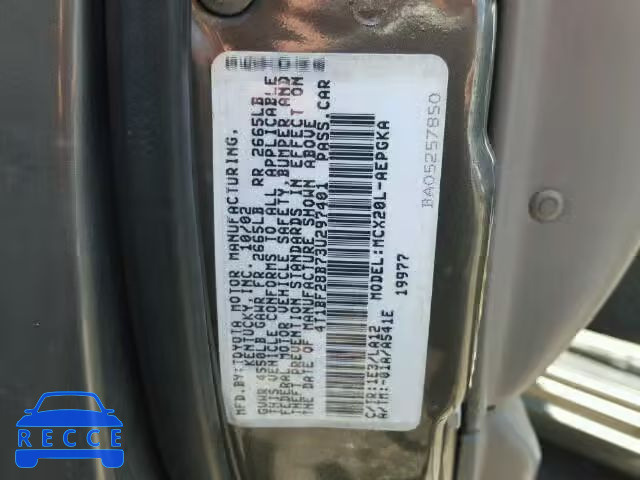 MFD.BY:TOYOTA MOTOR MANUFACTURING,
KENTUCKY, INC. 10/02
GVWR 4550LB GAWR FR 2665LB RR 2665LB
THIS VEHICLE CONFORMS TO ALL APPLICABLE
FEDERAL MOTOR VEHICLE SAFETY, BUMPER AND
THEFT PREVENTION STANDARDS IN EFFECT ON
THE DATE OF MANUFACTURE SHOWN ABOVE.
4T1BF28B73U297401 PASS.CAR
C/TR:1E3/LA12 MODEL:MCX20L-AEPGKA
A/TM:-01A/A541E 19977
BA05257850
RECCE